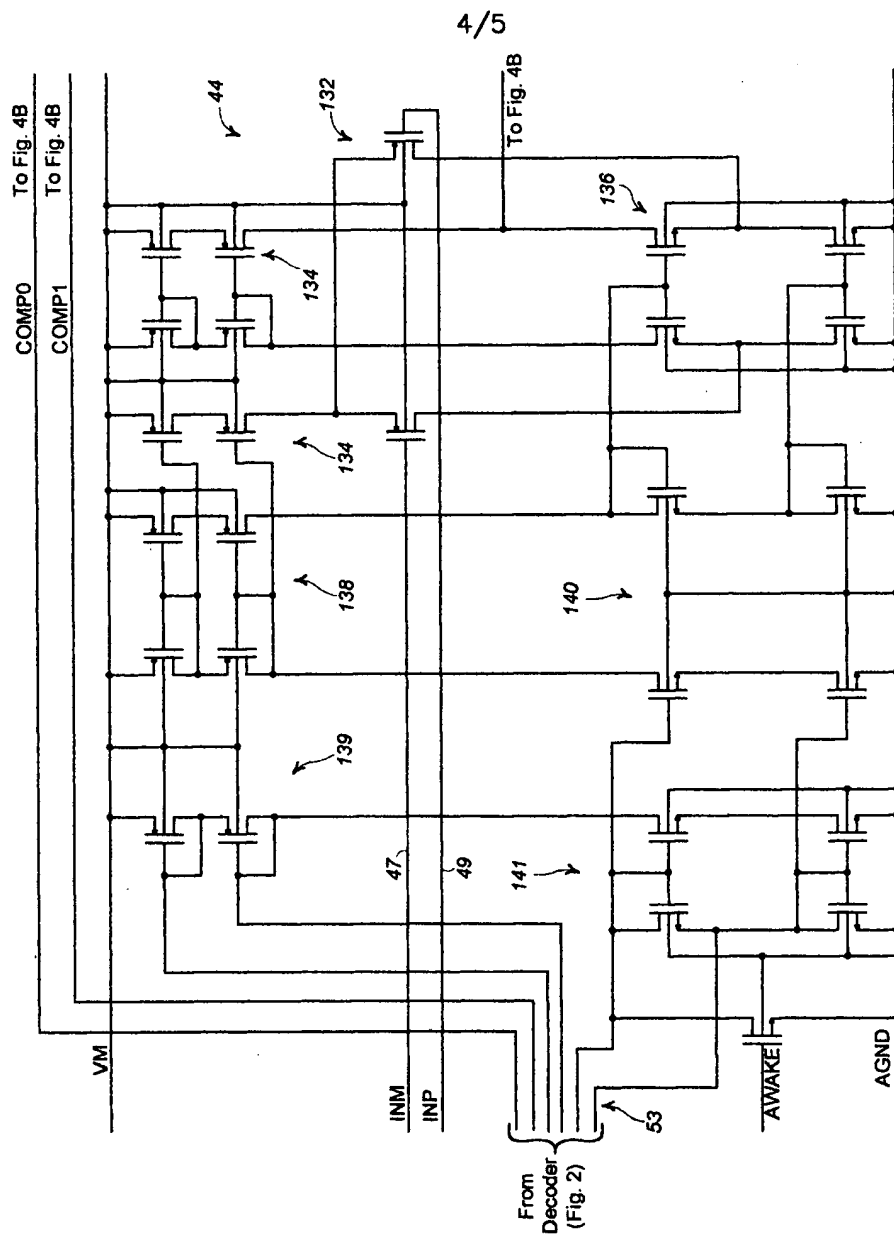 4/5
COMP0
To Fig. 4B
COMP1
To Fig. 4B
VM
44
132
134
134
138
139
INM
47
INP
49
To Fig. 4B
136
140
141
From
Decoder
(Fig. 2)
53
AWAKE
AGND